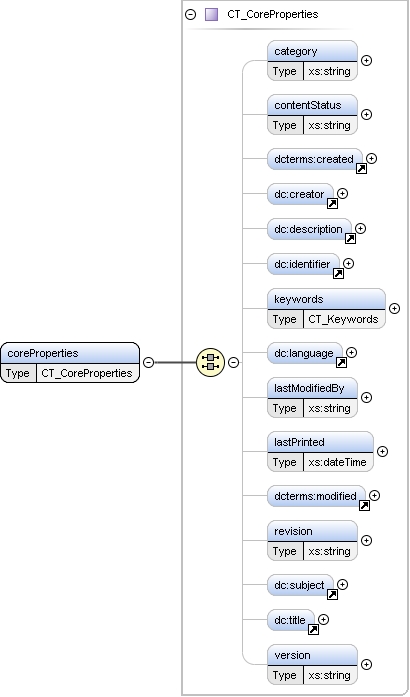 CT_CoreProperties
category
Type xs:string
contentStatus
Type xs:string
dcterms:created
dc:creator
dc:description
dc:identifier
keywords
Type CT_Keywords
coreProperties
Type CT_CoreProperties
dc:language
lastModifiedBy
Type xs:string
lastPrinted
Type xs:dateTime
dcterms:modified
revision
Type xs:string
dc:subject
dc:title
version
Type xs:string